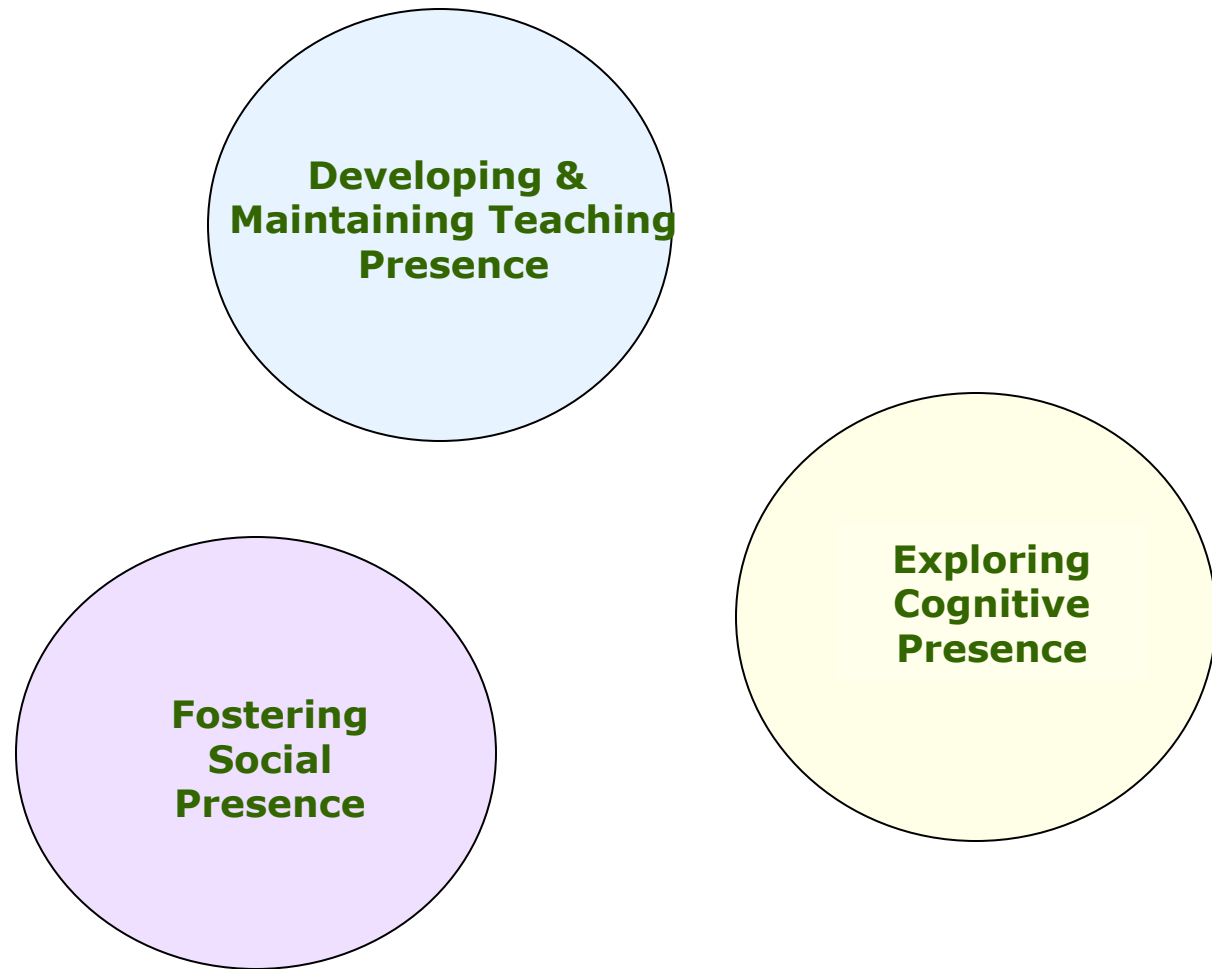 Developing &
Maintaining Teaching
Presence
Exploring
Cognitive
Presence
Fostering
Social
Presence